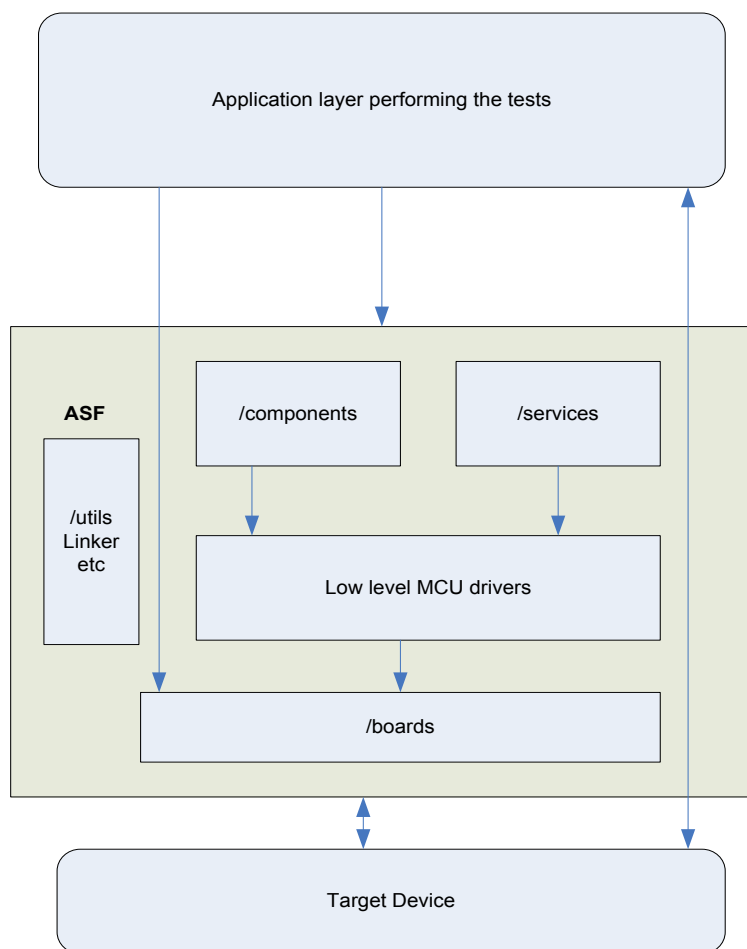 Application layer performing the tests
/components
/services
ASF
/utils
Linker
etc
Low level MCU drivers
/boards
Target Device